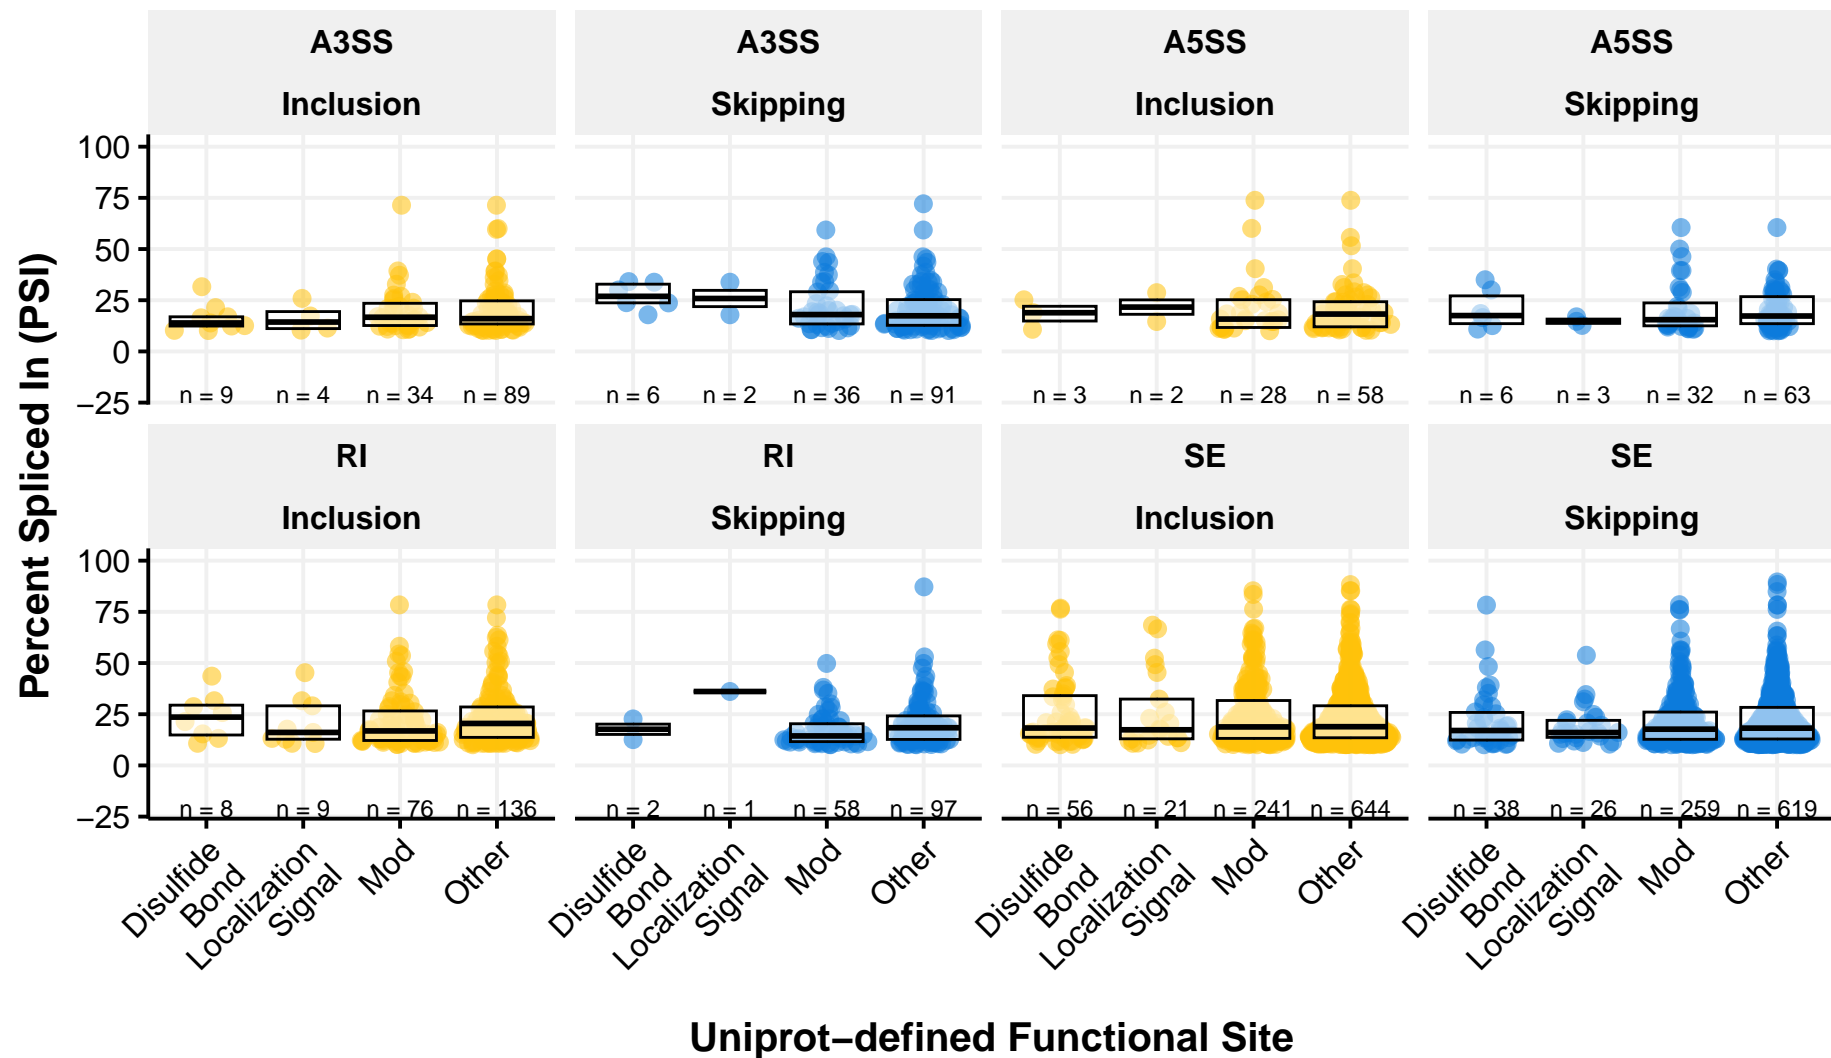 A3SS A3SS A5SS A5SS
Inclusion Skipping Inclusion Skipping
100
75
50
25
0
−25
n = 9 n = 4 n = 34 n = 89 n = 6 n = 2 n = 36 n = 91 n = 3 n = 2 n = 28 n = 58 n = 6 n = 3 n = 32 n = 63
RI RI SE SE
Inclusion Skipping Inclusion Skipping
100
75
50
25
0
−25
n = 8 n = 9 n = 76 n = 136 n = 2 n = 1 n = 58 n = 97 n = 56 n = 21 n = 241 n = 644 n = 38 n = 26 n = 259 n = 619
Disulfide
Bond
Localization
Signal
Mod
Other
Disulfide
Bond
Localization
Signal
Mod
Other
Disulfide
Bond
Localization
Signal
Mod
Other
Disulfide
Bond
Localization
Signal
Mod
Other
Percent Spliced In (PSI)
Uniprot−defined Functional Site